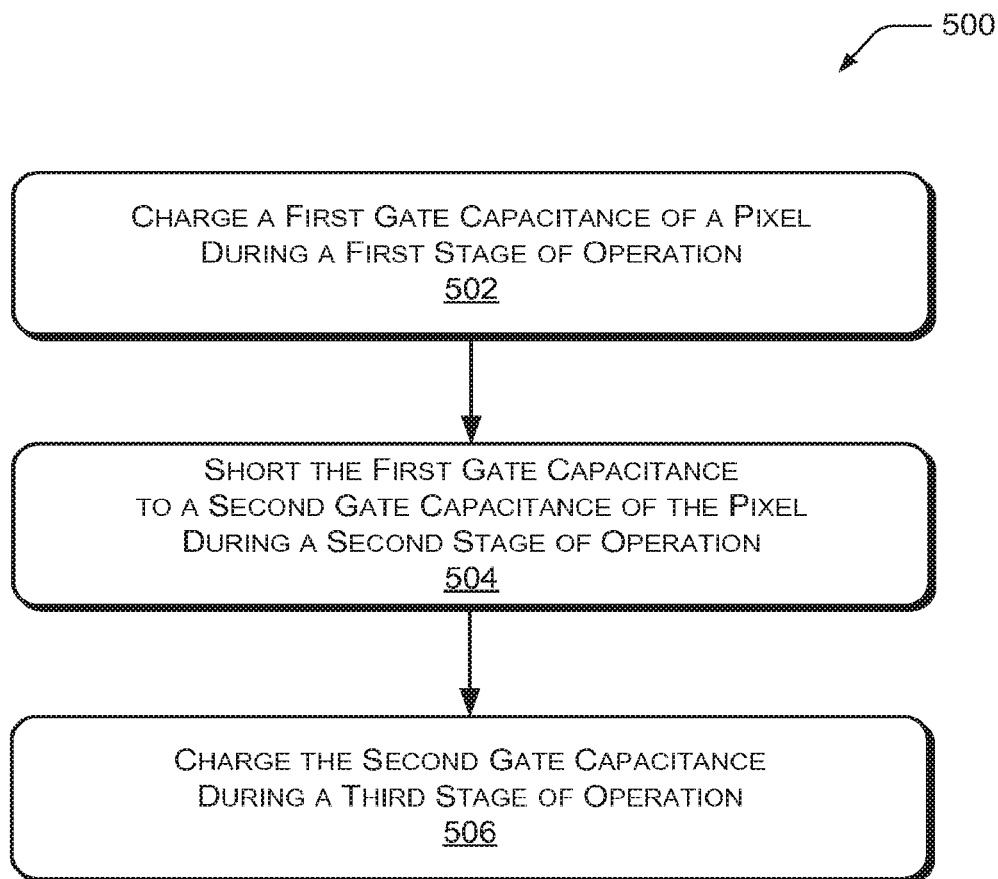 500
CHARGE A FIRST GATE CAPACITANCE OF A PIXEL
DURING A FIRST STAGE OF OPERATION
502
SHORT THE FIRST GATE CAPACITANCE
TO A SECOND GATE CAPACITANCE OF THE PIXEL
DURING A SECOND STAGE OF OPERATION
504
CHARGE THE SECOND GATE CAPACITANCE
DURING A THIRD STAGE OF OPERATION
506